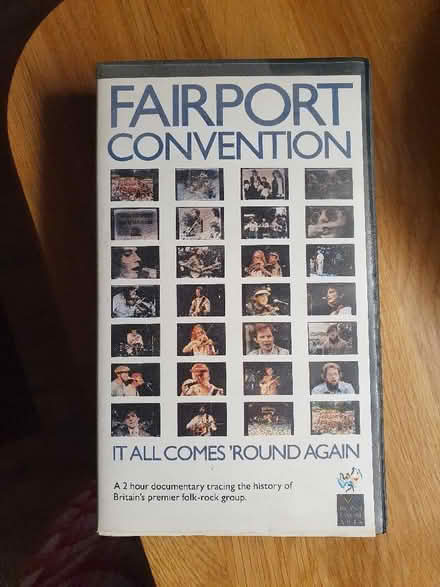 FAIRPORT
CONVENTION
IT ALL COMES 'ROUND AGAIN
A 2 hour documentary tracing the history of
Britain's premier folk-rock group.